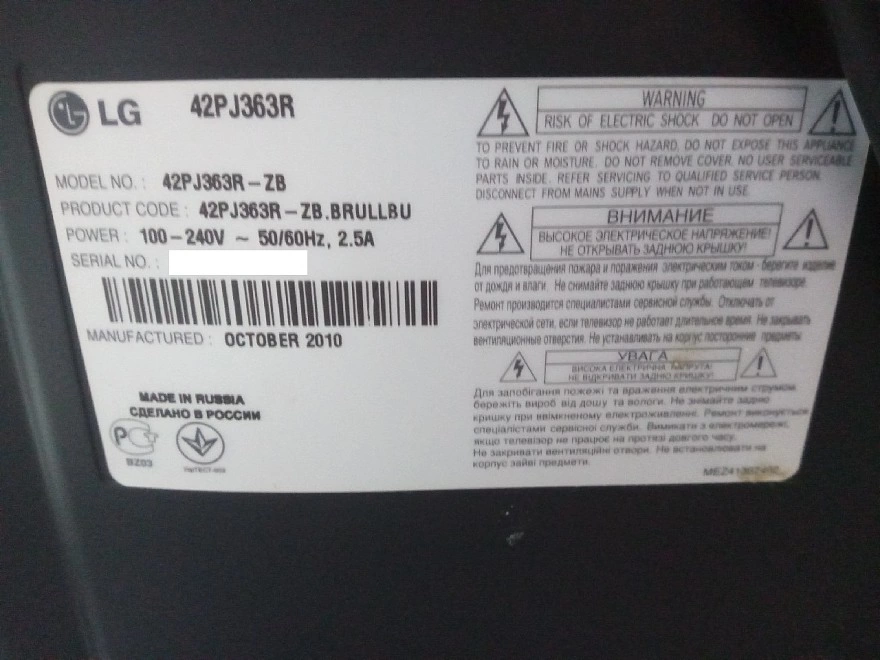 LG 42PJ363R
MODEL NO. : 42PJ363R-ZB
PRODUCT CODE : 42PJ363R-ZB.BRULLBU
POWER : 100-240V ~ 50/60Hz, 2.5A
SERIAL NO. :
MANUFACTURED : OCTOBER 2010
MADE IN RUSSIA
СДЕЛАНО В РОССИИ
BZ03
WARNING
RISK OF ELECTRIC SHOCK DO NOT OPEN
TO PREVENT FIRE OR SHOCK HAZARD, DO NOT EXPOSE THIS APPLIANCE
TO RAIN OR MOISTURE. DO NOT REMOVE COVER. NO USER SERVICEABLE
PARTS INSIDE. REFER SERVICING TO QUALIFIED SERVICE PERSON.
DISCONNECT FROM MAINS SUPPLY WHEN NOT IN USE.
ВНИМАНИЕ
ВЫСОКОЕ ЭЛЕКТРИЧЕСКОЕ НАПРЯЖЕНИЕ!
НЕ ОТКРЫВАТЬ ЗАДНЮЮ КРЫШКУ!
Для предотвращения пожара и поражения электрическим током - берегите изделие
от дождя и влаги. Не снимайте заднюю крышку при работающем телевизоре.
Ремонт производится специалистами сервисной службы. Отключать от
электрической сети, если телевизор не работает длительное время. Не закрывать
вентиляционные отверстия. Не устанавливать на корпус посторонние предметы.
УВАГА
ВИСОКА ЕЛЕКТРИЧНА НАПРУГА!
НЕ ВІДКРИВАТИ ЗАДНЮ КРИШКУ!
Для запобігання пожежі та враження електричним струмом
бережіть виріб від дощу та вологи. Не знімайте задню
кришку при ввімкненому електроживленні. Ремонт виконується
спеціалістами сервісної служби. Вимикати з електромережі,
якщо телевізор не працює на протязі довгого часу.
Не закривати вентиляційні отвори. Не встановлювати на
корпус зайві предмети.